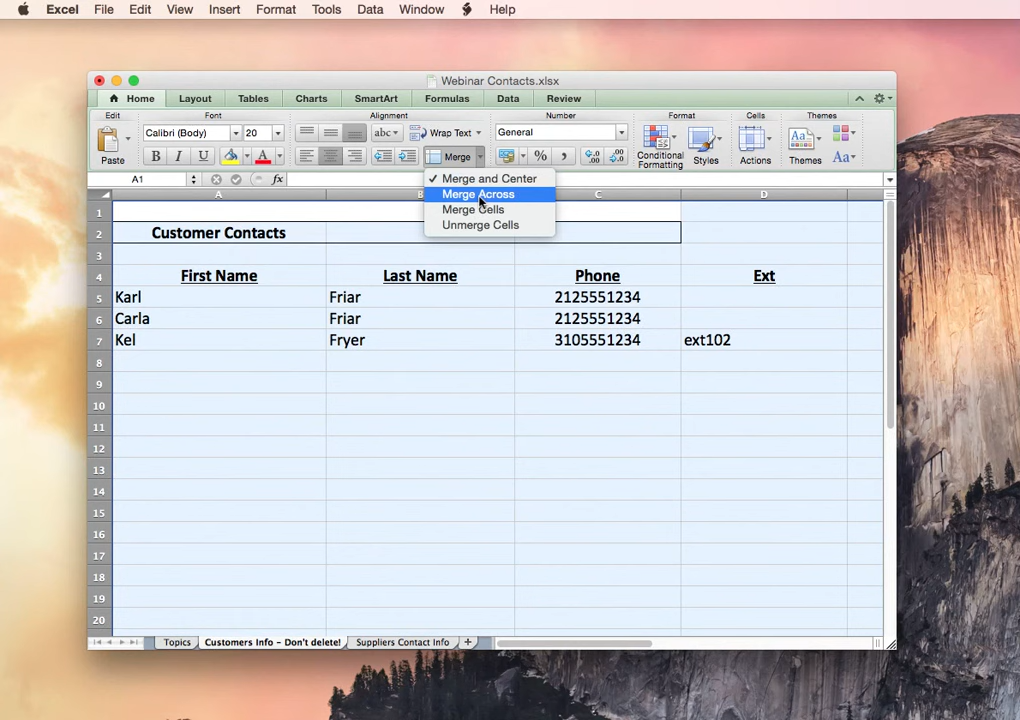 Excel File Edit View Insert Format Tools Data Window Help
Webinar Contacts.xlsx
Home Layout Tables Charts SmartArt Formulas Data Review
Edit Font Alignment Number Format Cells Themes
Calibri (Body) 20 abc Wrap Text General
Paste B I U A Merge % , Conditional Formatting Styles Actions Themes Aa
A1 fx
Merge and Center
Merge Across
Merge Cells
Unmerge Cells
A B C D
1
2 Customer Contacts
3
4 First Name Last Name Phone Ext
5 Karl Friar 2125551234
6 Carla Friar 2125551234
7 Kel Fryer 3105551234 ext102
8
9
10
11
12
13
14
15
16
17
18
19
20
Topics Customers Info - Don't delete! Suppliers Contact Info +